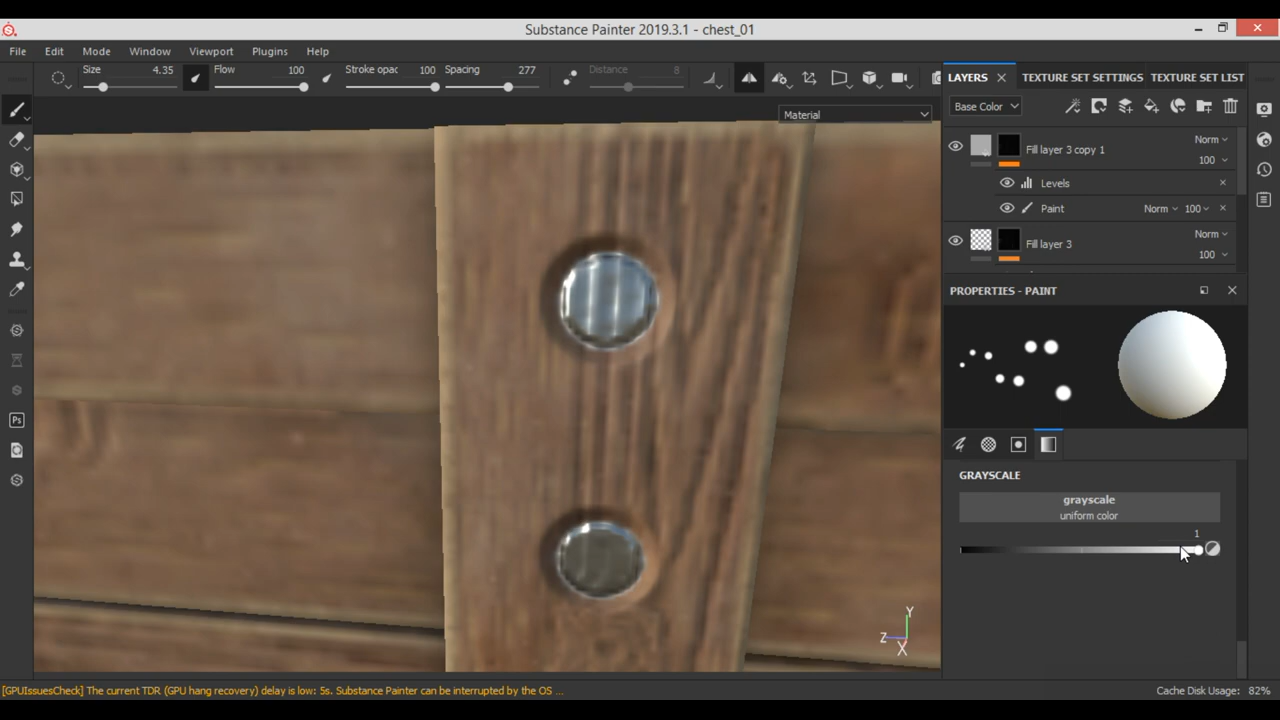 Substance Painter 2019.3.1 - chest_01
File Edit Mode Window Viewport Plugins Help
Size 4.35 Flow 100 Stroke opac 100 Spacing 277 Distance 8
LAYERS TEXTURE SET SETTINGS TEXTURE SET LIST
Material
Base Color
Norm
Fill layer 3 copy 1
100
Levels
Paint Norm 100
Norm
Fill layer 3
100
PROPERTIES - PAINT
Ps
GRAYSCALE
grayscale
uniform color
1
Y
Z
X
[GPUIssuesCheck] The current TDR (GPU hang recovery) delay is low: 5s. Substance Painter can be interrupted by the OS ...
Cache Disk Usage: 82%